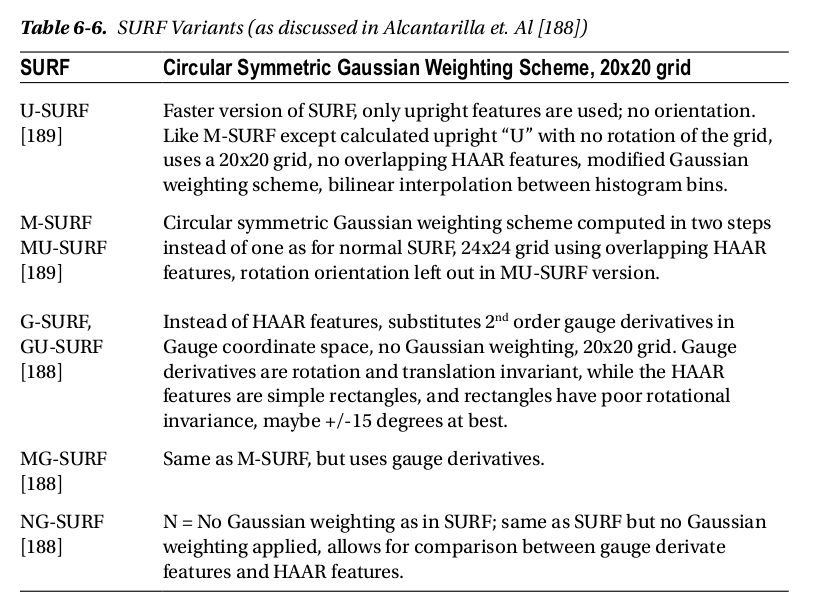 Table 6-6. SURF Variants (as discussed in Alcantarilla et. Al [188])
SURF Circular Symmetric Gaussian Weighting Scheme, 20x20 grid
U-SURF
[189]
Faster version of SURF, only upright features are used; no orientation.
Like M-SURF except calculated upright “U” with no rotation of the grid,
uses a 20x20 grid, no overlapping HAAR features, modified Gaussian
weighting scheme, bilinear interpolation between histogram bins.
M-SURF
MU-SURF
[189]
Circular symmetric Gaussian weighting scheme computed in two steps
instead of one as for normal SURF, 24x24 grid using overlapping HAAR
features, rotation orientation left out in MU-SURF version.
G-SURF,
GU-SURF
[188]
Instead of HAAR features, substitutes 2nd order gauge derivatives in
Gauge coordinate space, no Gaussian weighting, 20x20 grid. Gauge
derivatives are rotation and translation invariant, while the HAAR
features are simple rectangles, and rectangles have poor rotational
invariance, maybe +/-15 degrees at best.
MG-SURF
[188]
Same as M-SURF, but uses gauge derivatives.
NG-SURF
[188]
N = No Gaussian weighting as in SURF; same as SURF but no Gaussian
weighting applied, allows for comparison between gauge derivate
features and HAAR features.